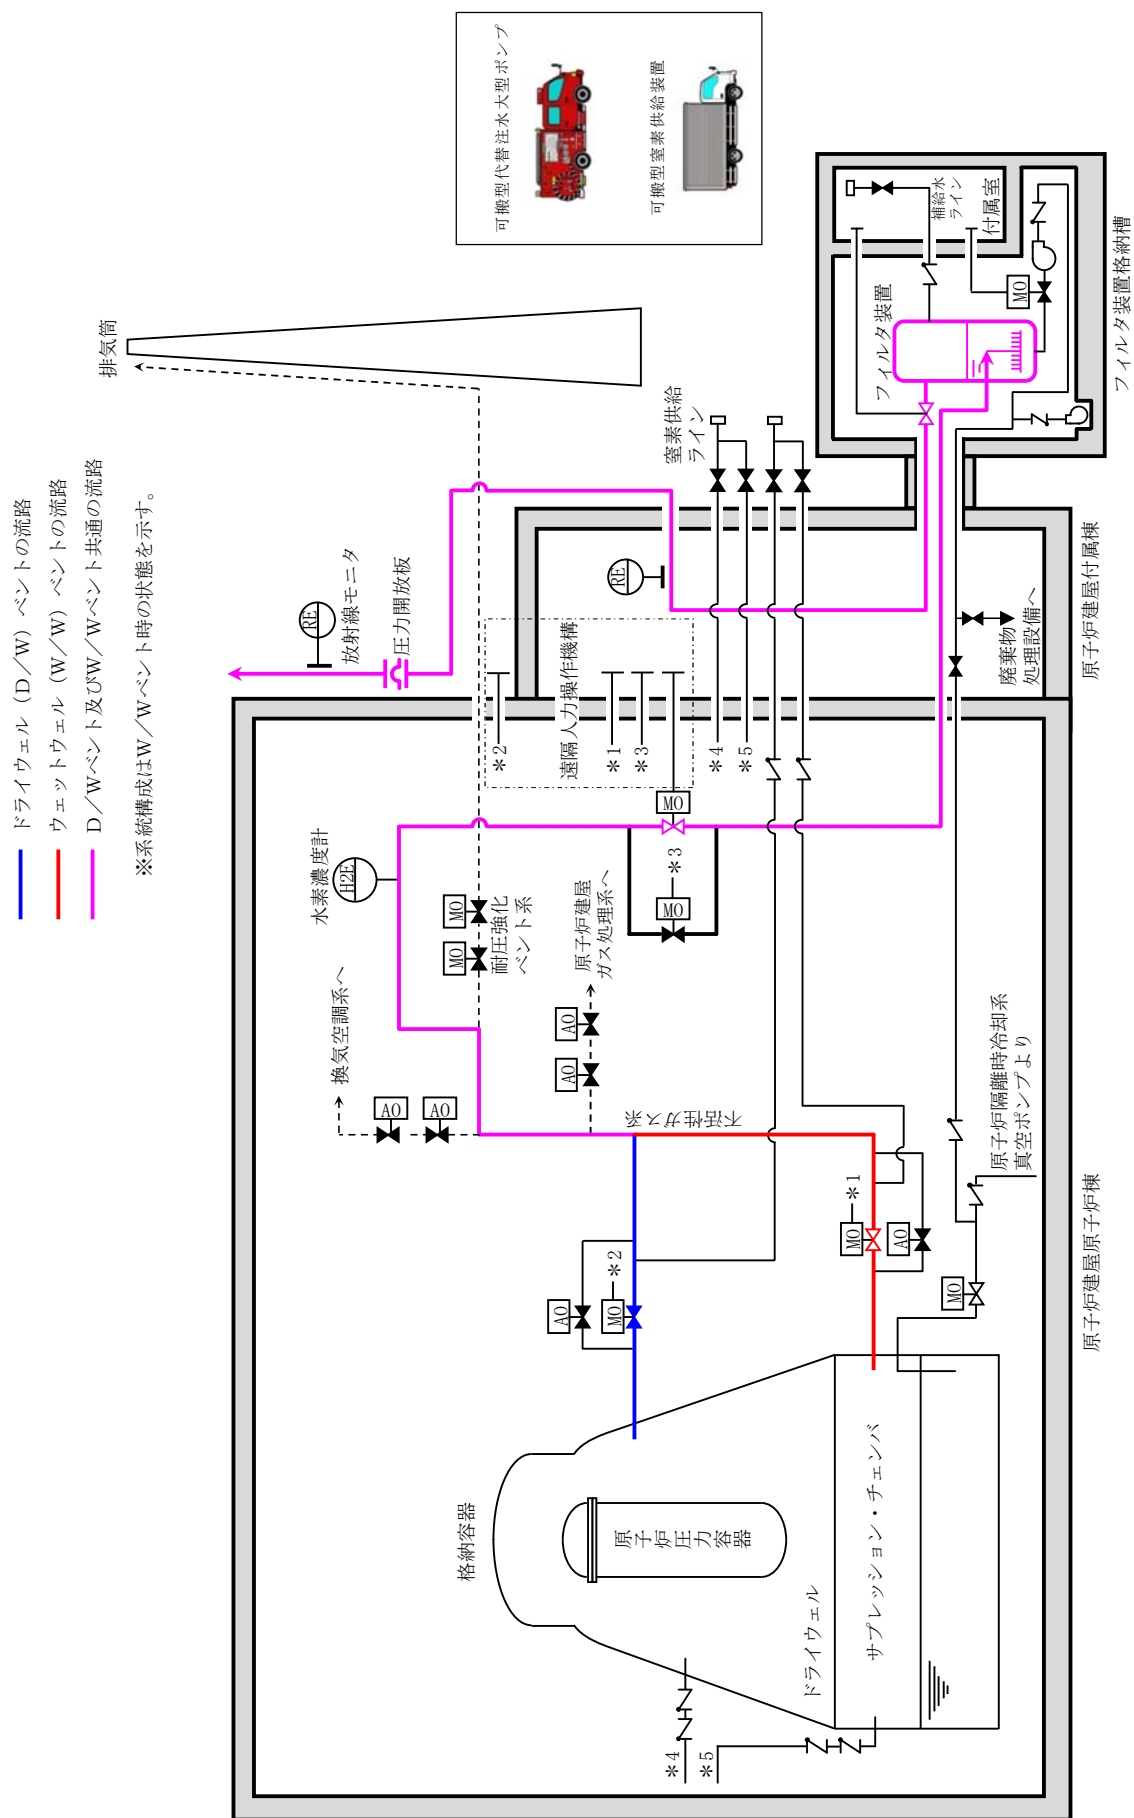 ドライウェル（D／W）ベントの流路
ウェットウェル（W／W）ベントの流路
D／Wベント及びW／Wベント共通の流路
※系統構成はW／Wベント時の状態を示す。
可搬型代替注水大型ポンプ
可搬型窒素供給装置
排気筒
RE
放射線モニタ
圧力開放板
水素濃度計
H2E
換気空調系へ
AO
AO
MO
MO
耐圧強化
ベント系
原子炉建屋
ガス処理系へ
AO
AO
不活性ガス系
遠隔人力操作機構
＊2
＊1
＊3
＊4
＊5
MO
＊3
MO
RE
窒素供給
ライン
フィルタ装置
補給水
ライン
付属室
MO
フィルタ装置格納槽
原子炉建屋付属棟
廃棄物
処理設備へ
原子炉隔離時冷却系
真空ポンプより
MO
原子炉建屋原子炉棟
格納容器
原子炉圧力容器
ドライウェル
サプレッション・チェンバ
AO
MO
＊2
MO
＊1
AO
＊4
＊5